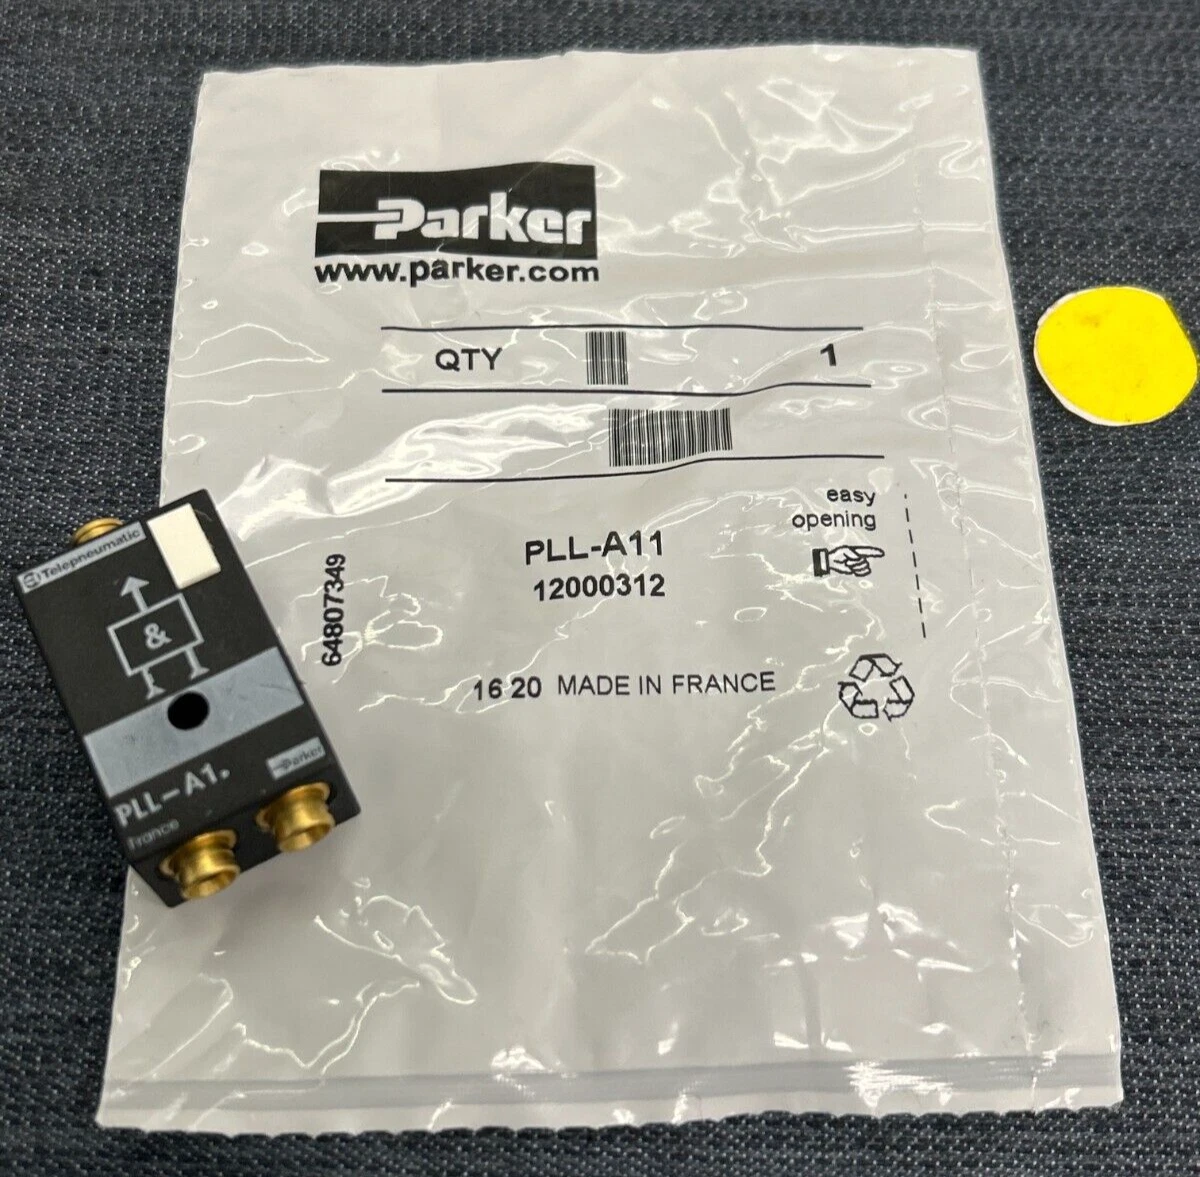 Parker
www.parker.com
QTY 1
easy
opening
PLL-A11
12000312
64807349
16 20 MADE IN FRANCE
Telepneumatic
&
PLL-A1.
France
Parker